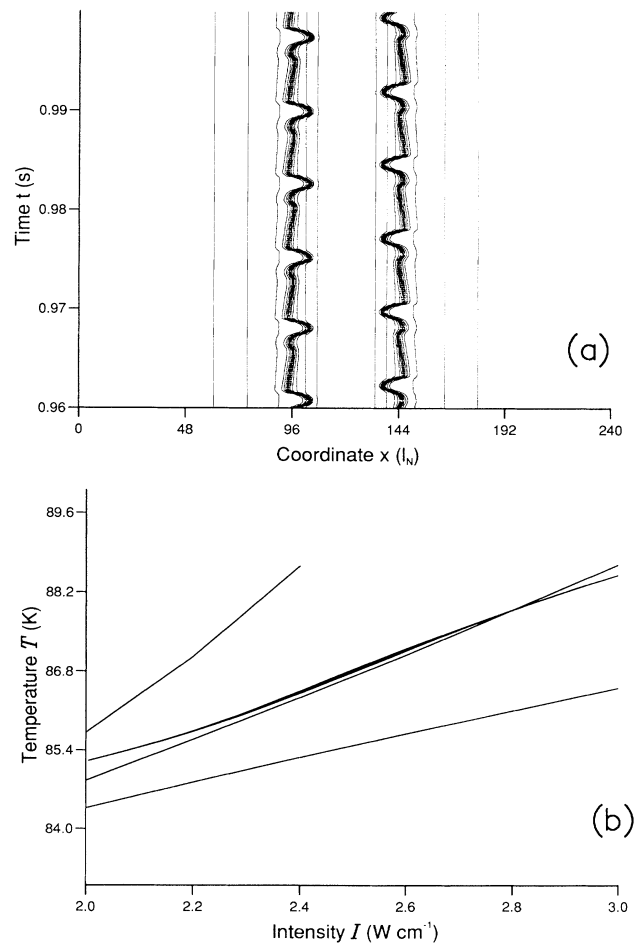 0.99
0.98
0.97
0.96
Time t (s)
0 48 96 144 192 240
Coordinate x (l_N)
(a)
89.6
88.2
86.8
85.4
84.0
Temperature T (K)
2.0 2.2 2.4 2.6 2.8 3.0
Intensity I (W cm⁻¹)
(b)